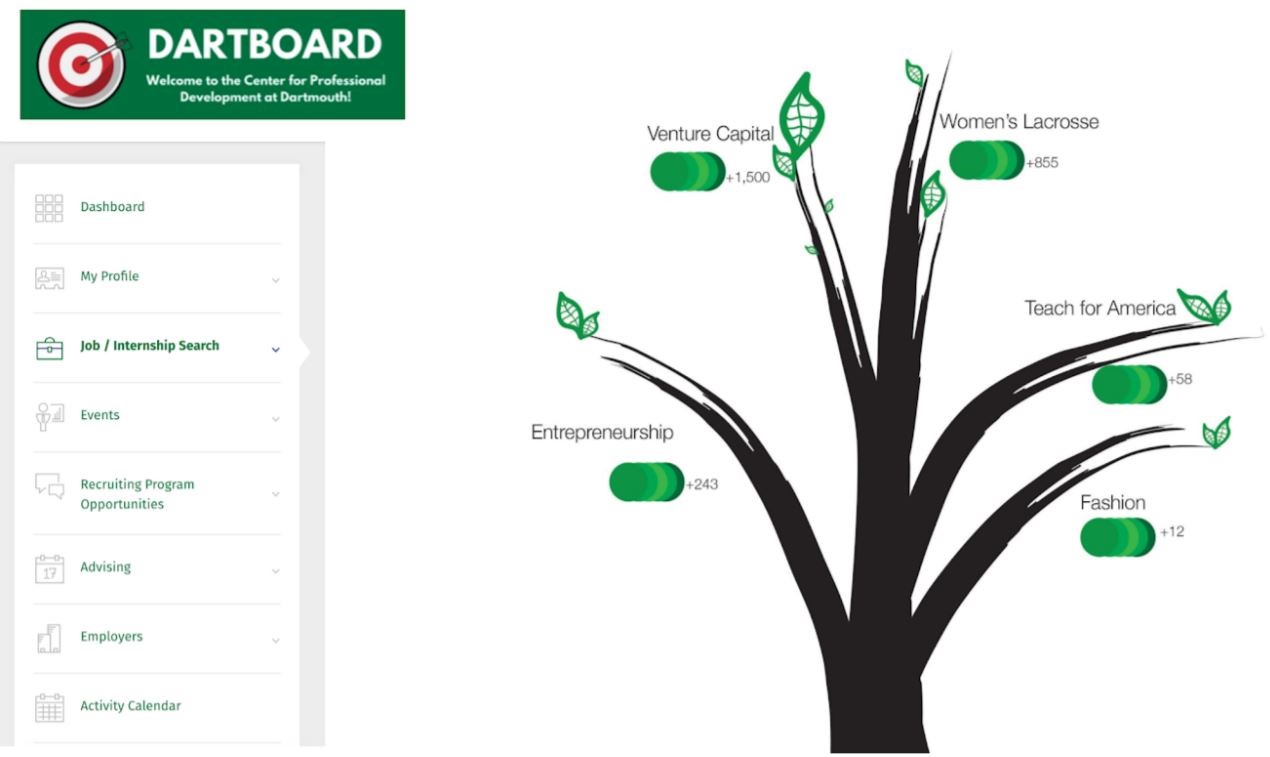 DARTBOARD
Welcome to the Center for Professional
Development at Dartmouth!
Dashboard
My Profile
Job / Internship Search
Events
Recruiting Program
Opportunities
17
Advising
Employers
Activity Calendar
Venture Capital
+1,500
Women's Lacrosse
+855
Teach for America
+58
Entrepreneurship
+243
Fashion
+12